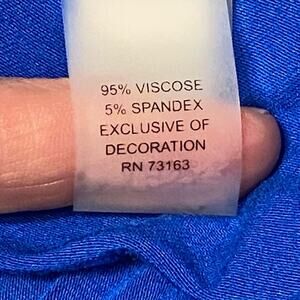 95% VISCOSE
5% SPANDEX
EXCLUSIVE OF
DECORATION
RN 73163